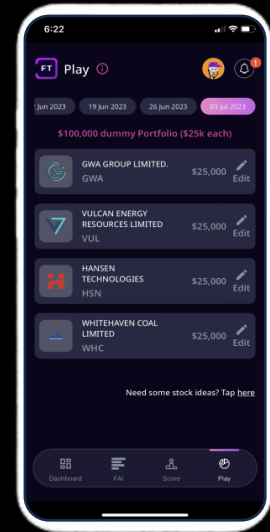 6:22
FT Play
1
Jun 2023 19 Jun 2023 26 Jun 2023 03 Jul 2023
$100,000 dummy Portfolio ($25k each)
GWA GROUP LIMITED.
GWA
$25,000 Edit
VULCAN ENERGY
RESOURCES LIMITED
VUL
$25,000 Edit
HANSEN
TECHNOLOGIES
HSN
$25,000 Edit
WHITEHAVEN COAL
LIMITED
WHC
$25,000 Edit
Need some stock ideas? Tap here
Dashboard FAI Score Play